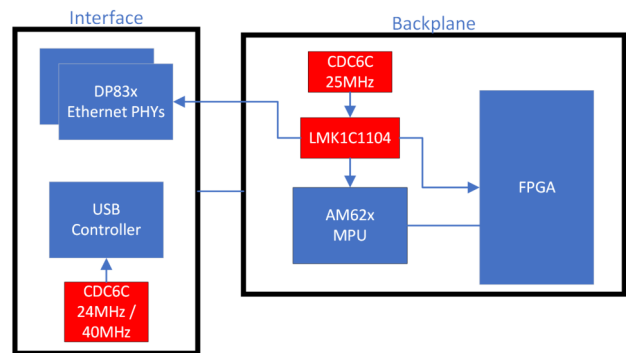 Interface
Backplane
DP83x
Ethernet PHYs
USB
Controller
CDC6C
24MHz /
40MHz
CDC6C
25MHz
LMK1C1104
AM62x
MPU
FPGA